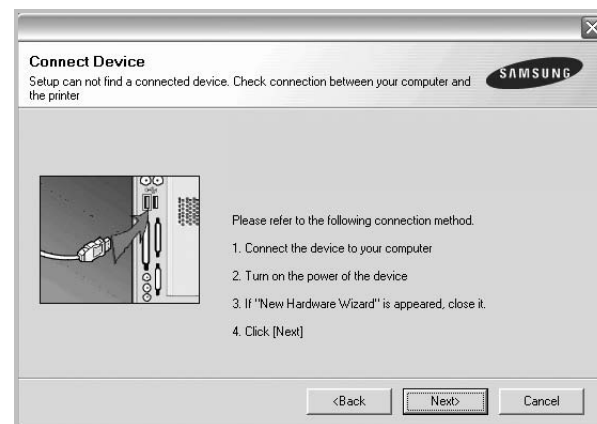 Connect Device
Setup can not find a connected device. Check connection between your computer and
the printer
SAMSUNG
Please refer to the following connection method.
1. Connect the device to your computer
2. Turn on the power of the device
3. If "New Hardware Wizard" is appeared, close it.
4. Click [Next]
<Back
Next>
Cancel